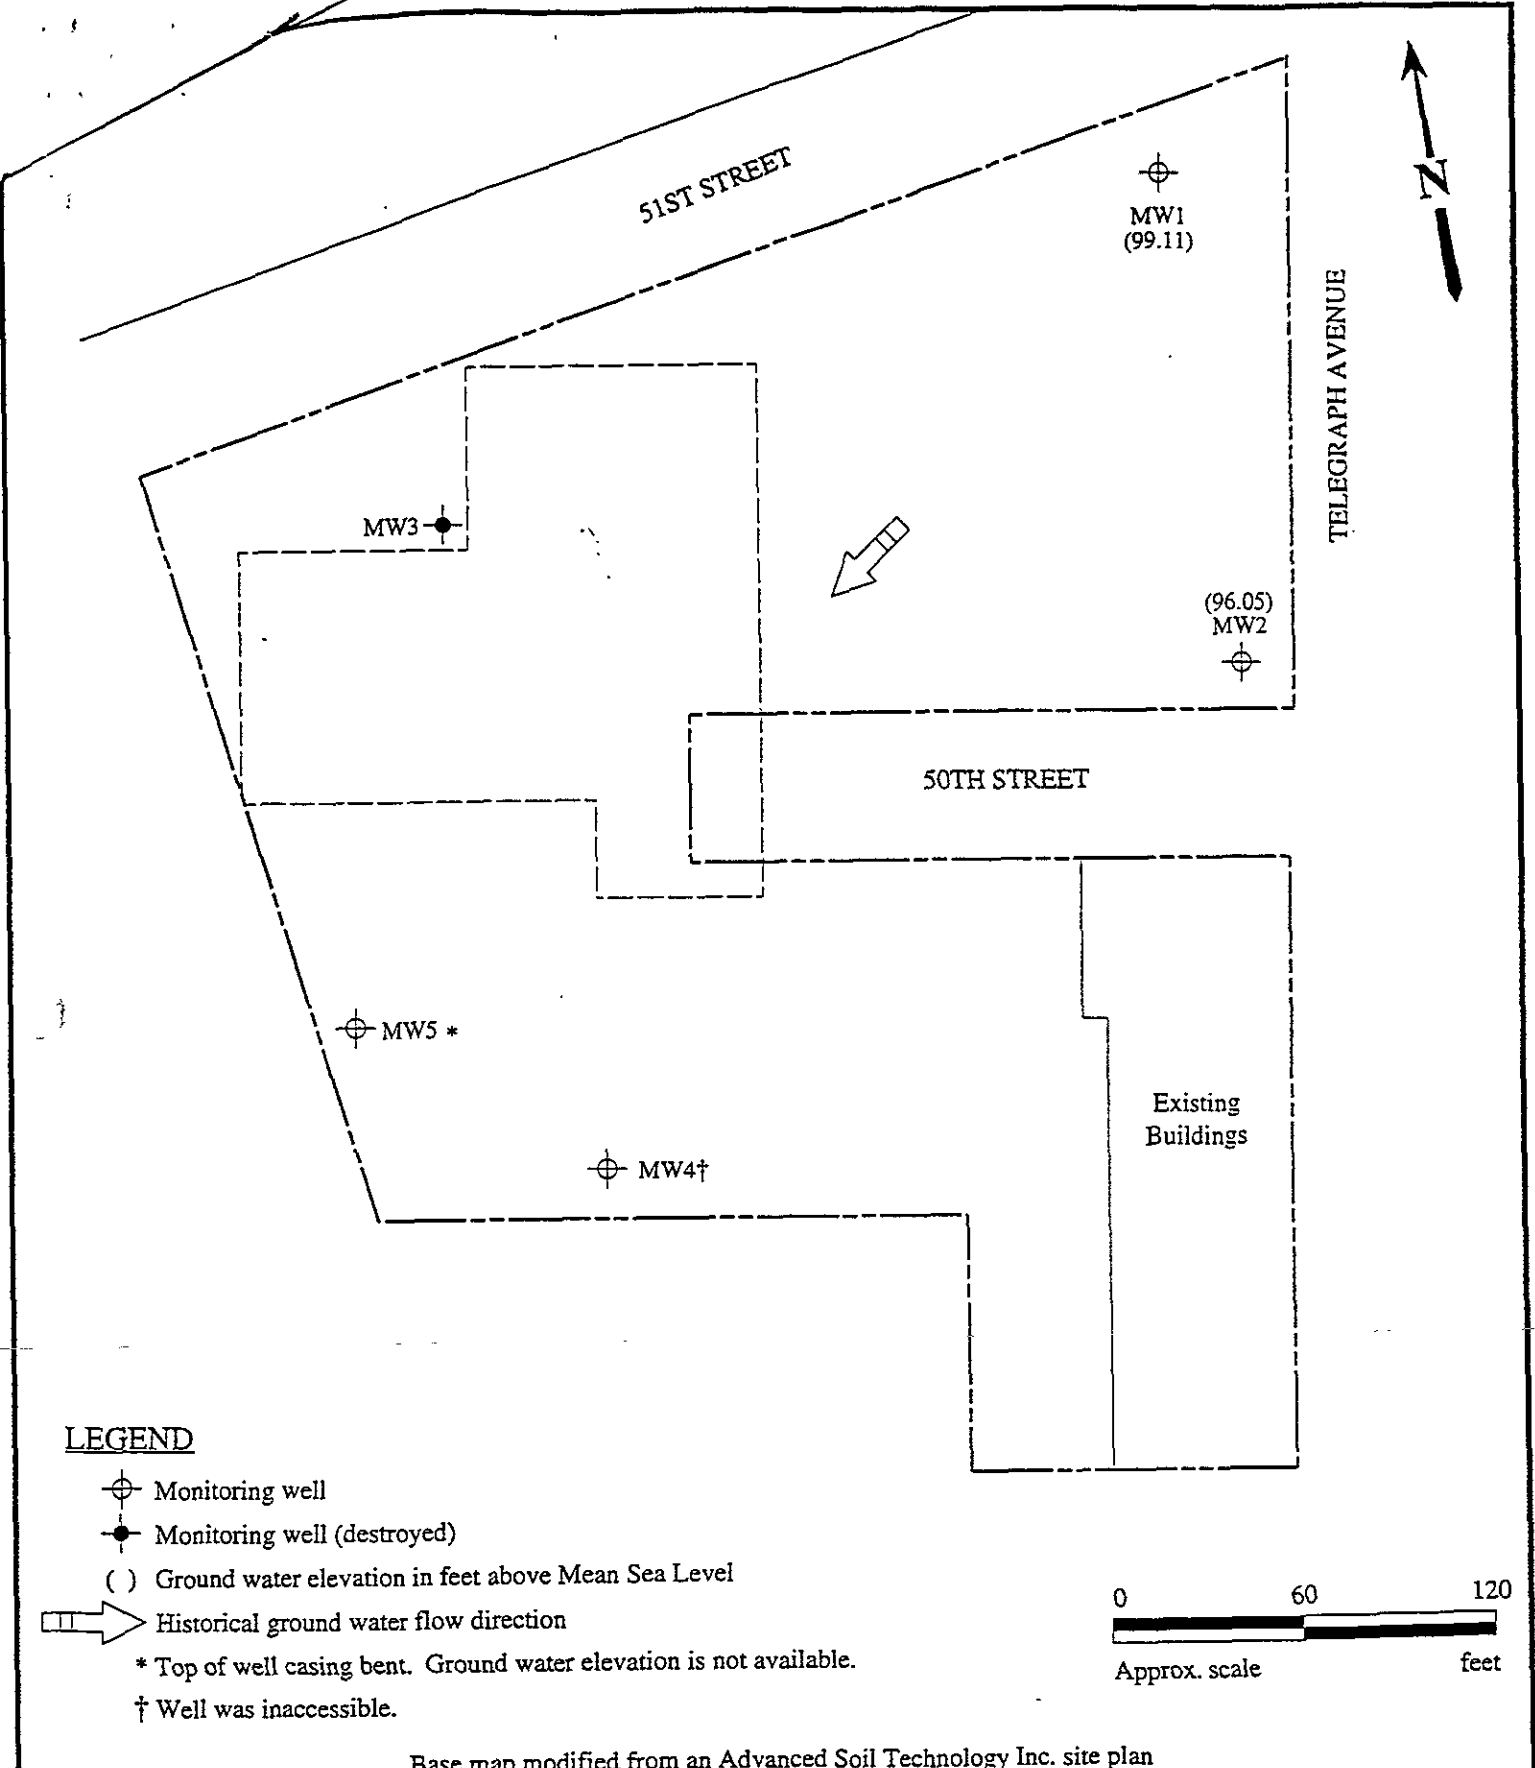 51ST STREET
N
MW1
(99.11)
TELEGRAPH AVENUE
MW3
(96.05)
MW2
50TH STREET
MW5 *
Existing
Buildings
MW4†
LEGEND
Monitoring well
Monitoring well (destroyed)
( ) Ground water elevation in feet above Mean Sea Level
Historical ground water flow direction
* Top of well casing bent. Ground water elevation is not available.
† Well was inaccessible.
0 60 120
Approx. scale feet
Base map modified from an Advanced Soil Technology Inc. site plan